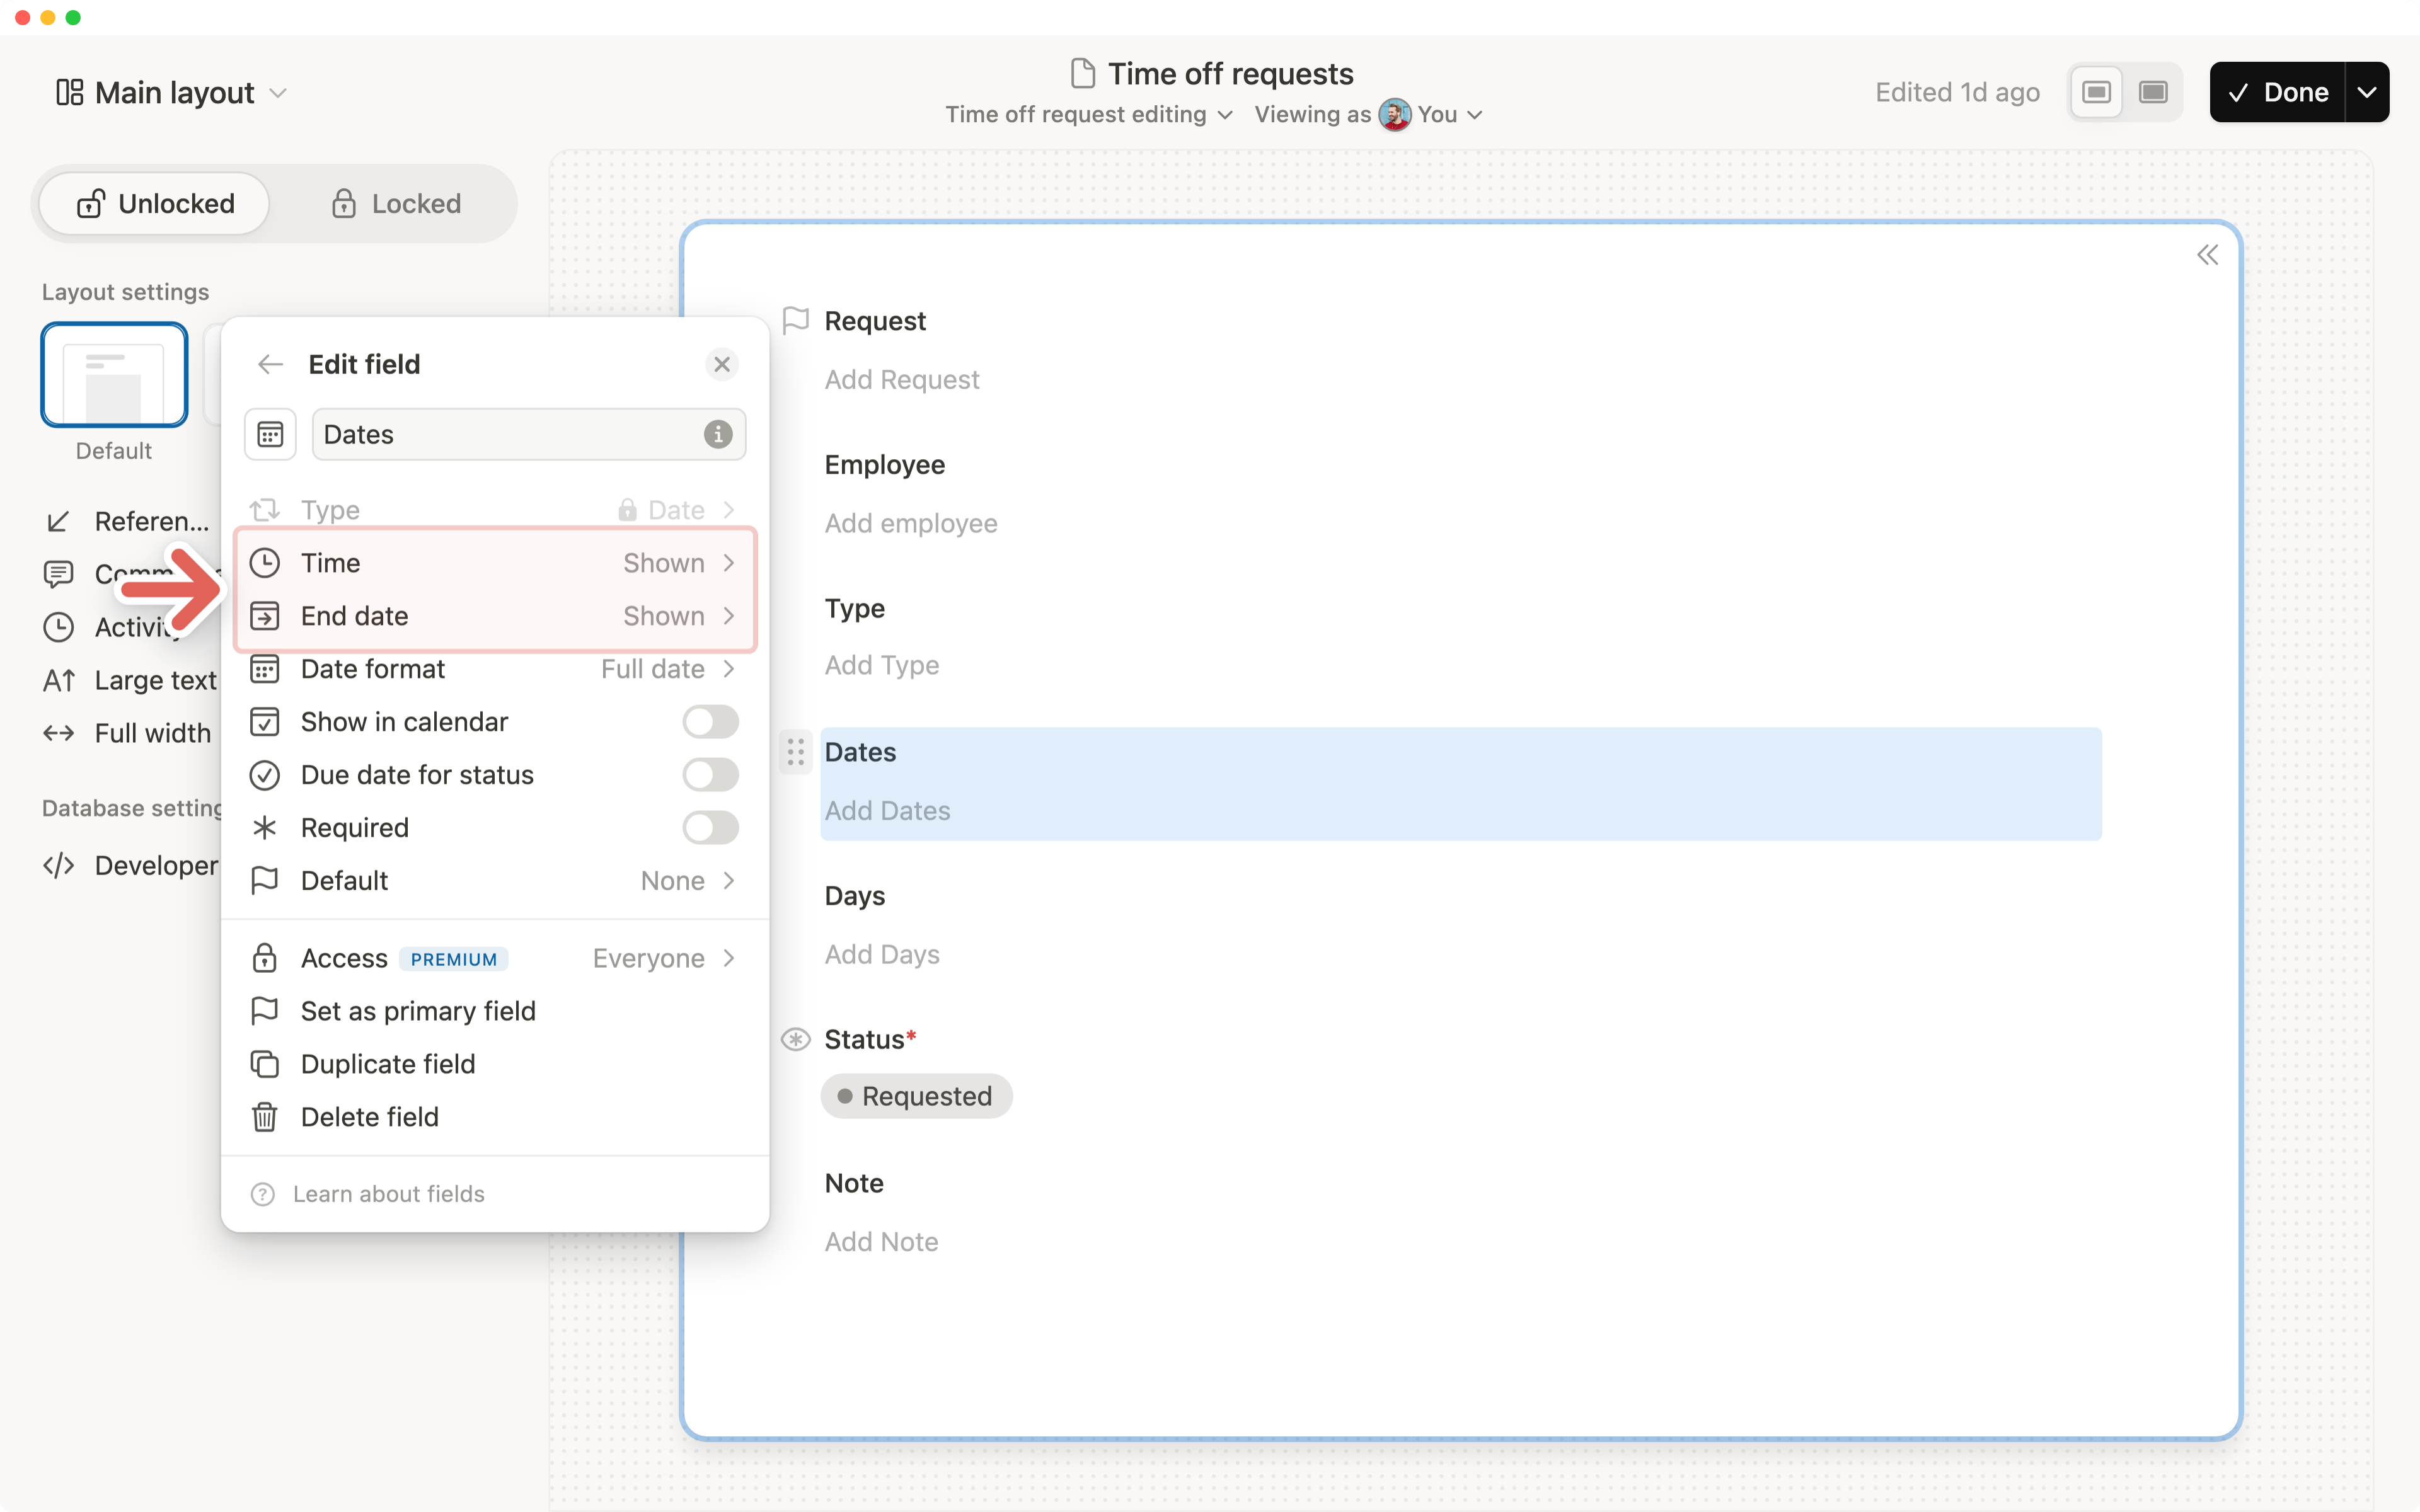 Main layout
Time off requests
Time off request editing
Viewing as You
Edited 1d ago
Done
Unlocked
Locked
Layout settings
Default
Referen...
Activity
Large text
Full width
Database setting
Developer
Edit field
Dates
Type Date
Time Shown
End date Shown
Date format Full date
Show in calendar
Due date for status
Required
Default None
Access PREMIUM Everyone
Set as primary field
Duplicate field
Delete field
Learn about fields
Request
Add Request
Employee
Add employee
Type
Add Type
Dates
Add Dates
Days
Add Days
Status*
Requested
Note
Add Note